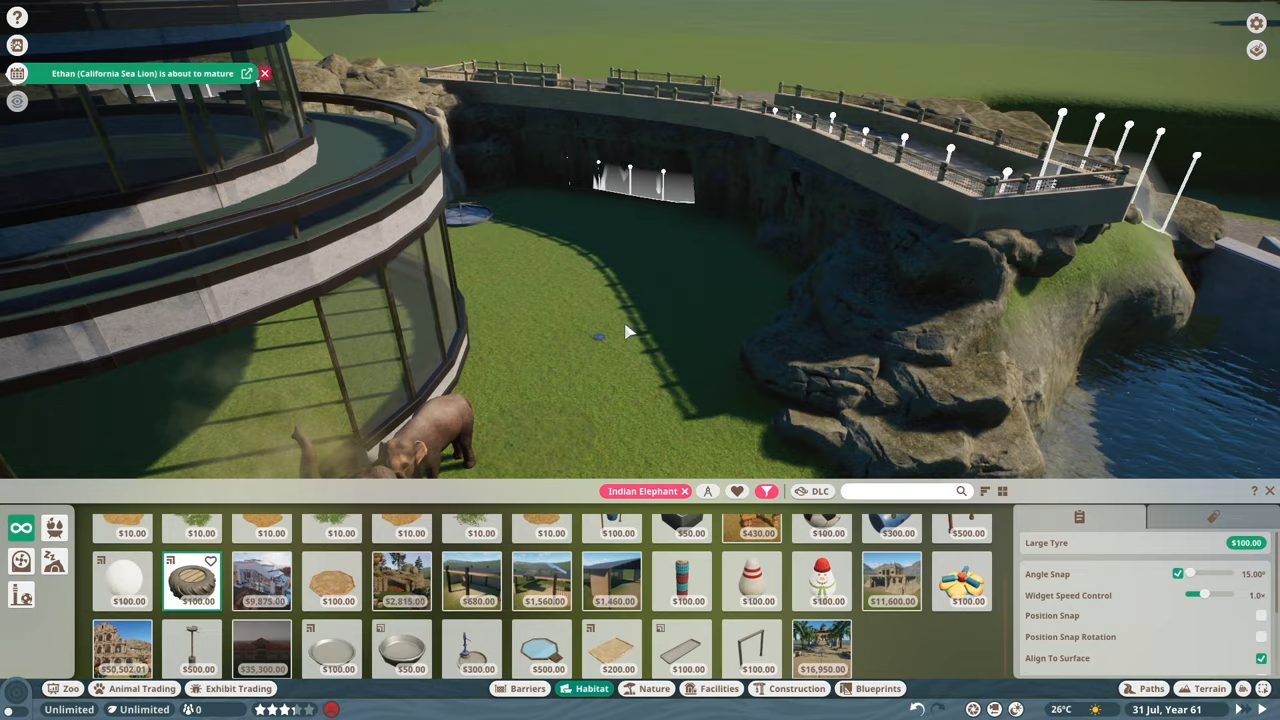 ?
Ethan (California Sea Lion) is about to mature
Indian Elephant
DLC
?
$10.00 $10.00 $10.00 $10.00 $10.00 $10.00 $10.00 $100.00 $50.00 $430.00 $100.00 $300.00 $100.00
$100.00 $100.00 $9,875.00 $100.00 $2,815.00 $680.00 $1,560.00 $1,460.00 $100.00 $100.00 $100.00 $11,600.00 $100.00
$50,502.01 $500.00 $35,300.00 $100.00 $50.00 $300.00 $500.00 $200.00 $100.00 $100.00 $16,950.00
Large Tyre $100.00
Angle Snap 15.00°
Widget Speed Control 1.0×
Position Snap
Position Snap Rotation
Align To Surface
Zoo Animal Trading Exhibit Trading Barriers Habitat Nature Facilities Construction Blueprints Paths Terrain
Unlimited Unlimited 0 26°C 31 Jul, Year 61